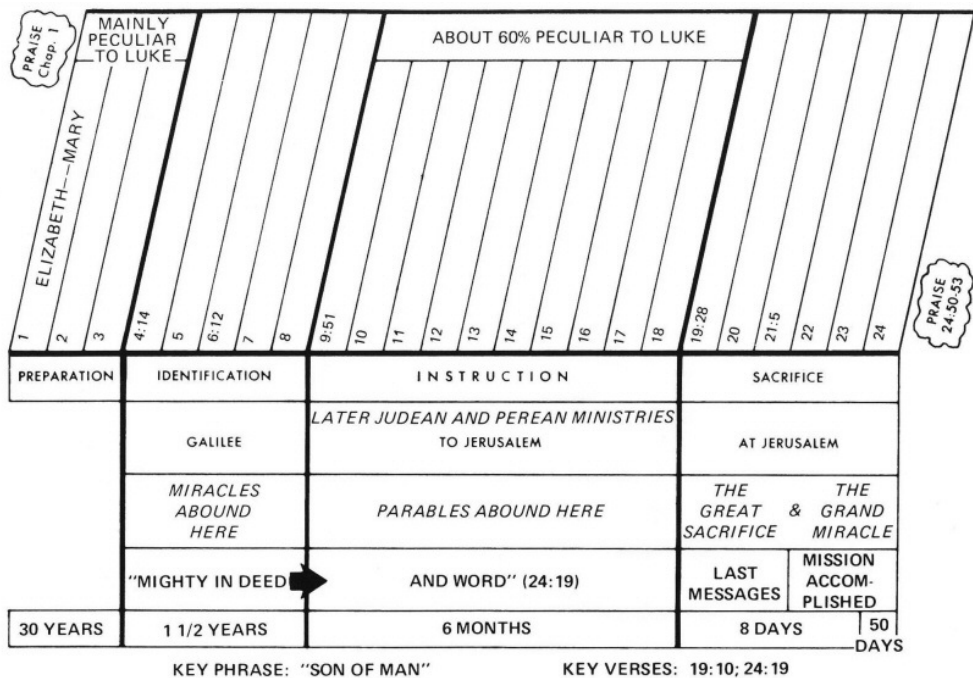 PRAISE
Chap. 1
MAINLY
PECULIAR
TO LUKE
ABOUT 60% PECULIAR TO LUKE
ELIZABETH––MARY
1
2
3
4:14
5
6:12
7
8
9:51
10
11
12
13
14
15
16
17
18
19:28
20
21:5
22
23
24
PRAISE
24:50-53
PREPARATION
IDENTIFICATION
INSTRUCTION
SACRIFICE
GALILEE
LATER JUDEAN AND PEREAN MINISTRIES
TO JERUSALEM
AT JERUSALEM
MIRACLES
ABOUND
HERE
PARABLES ABOUND HERE
THE
GREAT
SACRIFICE
&
THE
GRAND
MIRACLE
"MIGHTY IN DEED
AND WORD" (24:19)
LAST
MESSAGES
MISSION
ACCOM-
PLISHED
30 YEARS
1 1/2 YEARS
6 MONTHS
8 DAYS
50
DAYS
KEY PHRASE: "SON OF MAN"
KEY VERSES: 19:10; 24:19